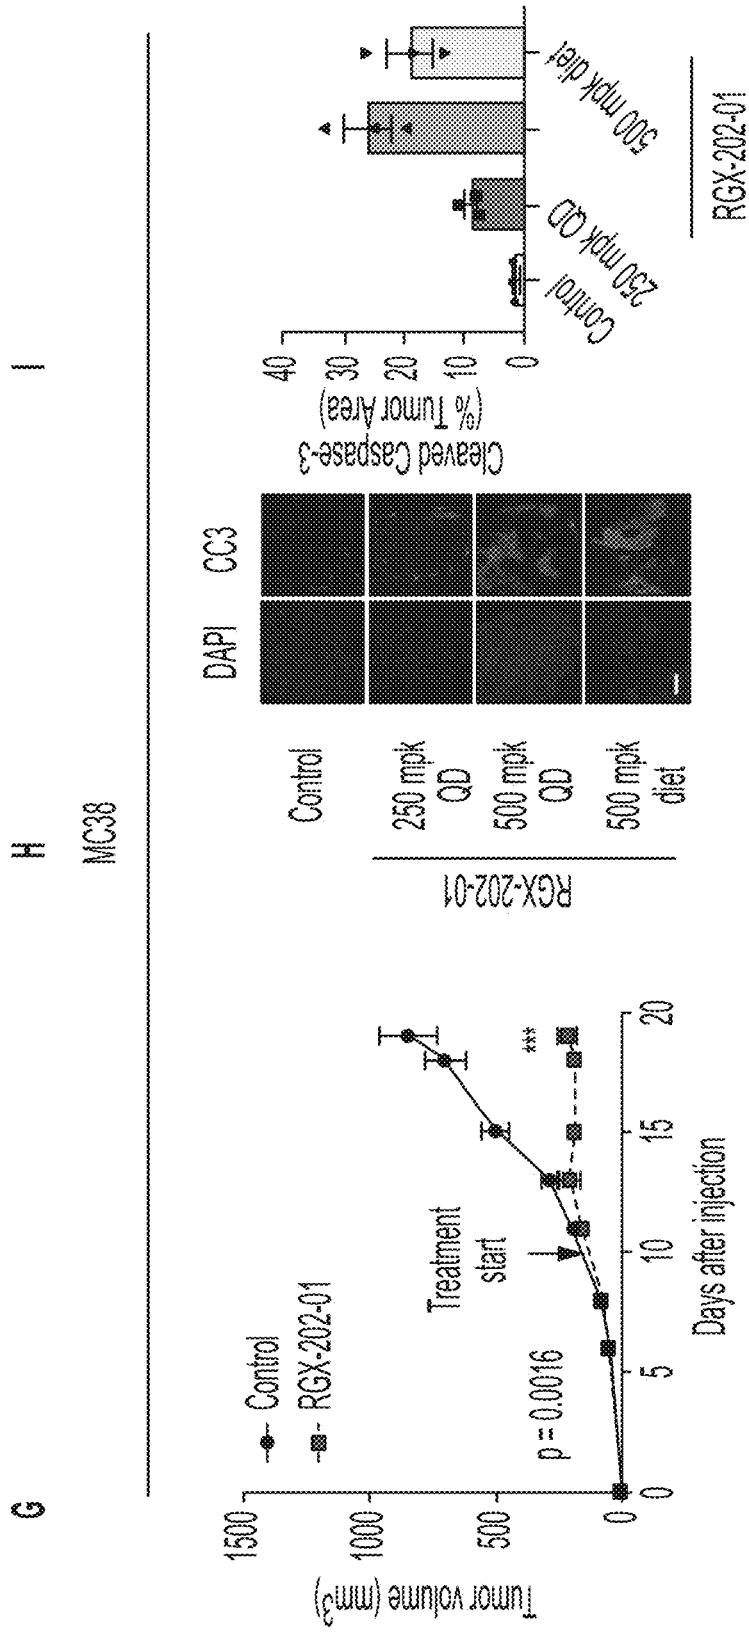 G
H
I
MC38
Tumor volume (mm3)
1500
1000
500
0
Control
RGX-202-01
Treatment
start
p = 0.0016
***
0
5
10
15
20
Days after injection
DAPI
CC3
Control
250 mpk
QD
500 mpk
QD
500 mpk
diet
RGX-202-01
Cleaved Caspase-3
(% Tumor Area)
40
30
20
10
0
Control
250 mpk QD
500 mpk diet
RGX-202-01